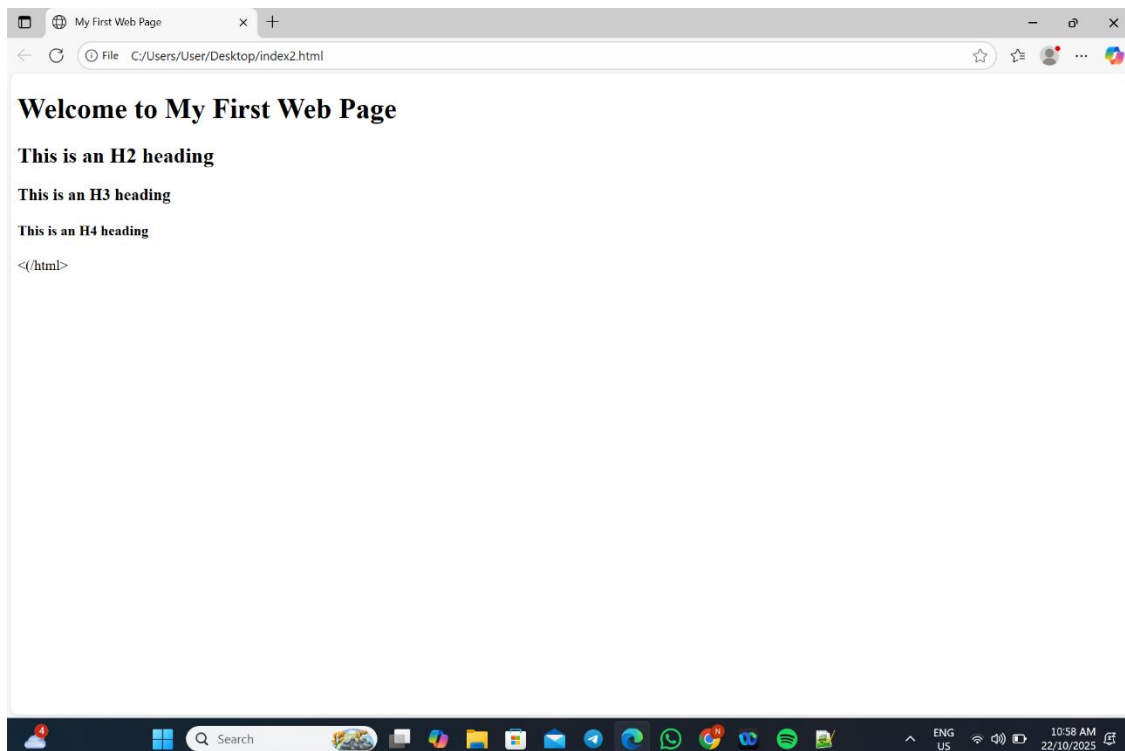 My First Web Page
File C:/Users/User/Desktop/index2.html
Welcome to My First Web Page
This is an H2 heading
This is an H3 heading
This is an H4 heading
<(/html>
4
Search
N
ENG
US
10:58 AM
22/10/2025